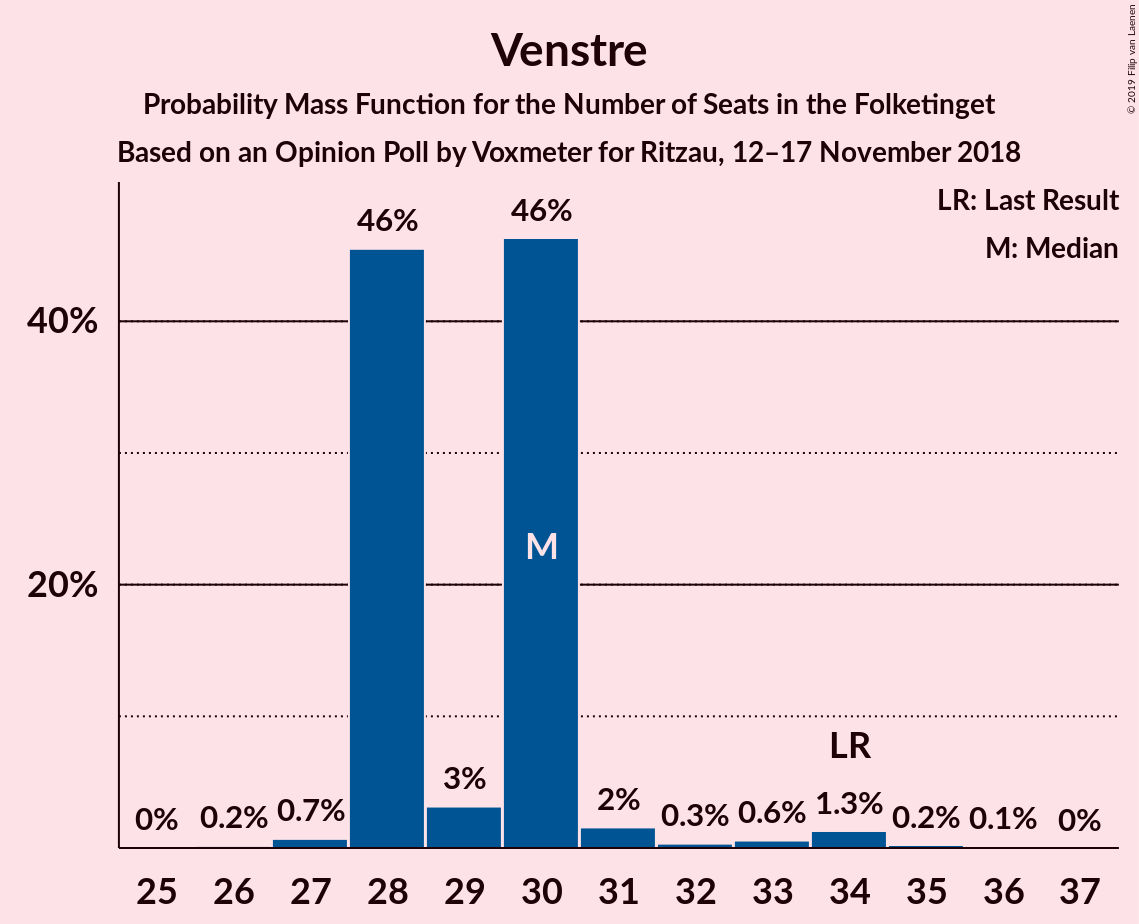 Venstre
Probability Mass Function for the Number of Seats in the Folketinget
Based on an Opinion Poll by Voxmeter for Ritzau, 12–17 November 2018
© 2019 Filip van Laenen
LR: Last Result
M: Median
46%
46%
40%
M
20%
LR
0%
0.2%
0.7%
3%
2%
0.3%
0.6%
1.3%
0.2%
0.1%
0%
25 26 27 28 29 30 31 32 33 34 35 36 37